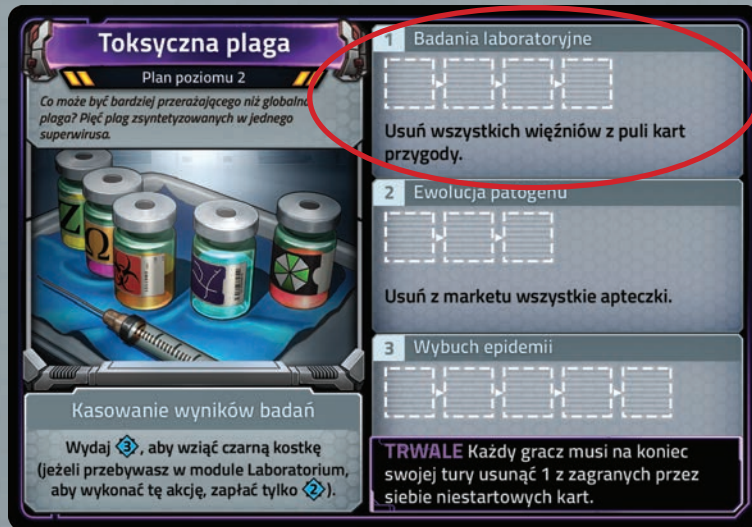 Toksyczna plaga
Plan poziomu 2
Co może być bardziej przerażającego niż globalna
plaga? Pięć plag zsyntetyzowanych w jednego
superwirusa.
Z
Ω
Kasowanie wyników badań
Wydaj 3, aby wziąć czarną kostkę
(jeżeli przebywasz w module Laboratorium,
aby wykonać tę akcję, zapłać tylko 2).
1 Badania laboratoryjne
Usuń wszystkich więźniów z puli kart
przygody.
2 Ewolucja patogenu
Usuń z marketu wszystkie apteczki.
3 Wybuch epidemii
TRWALE Każdy gracz musi na koniec
swojej tury usunąć 1 z zagranych przez
siebie niestartowych kart.